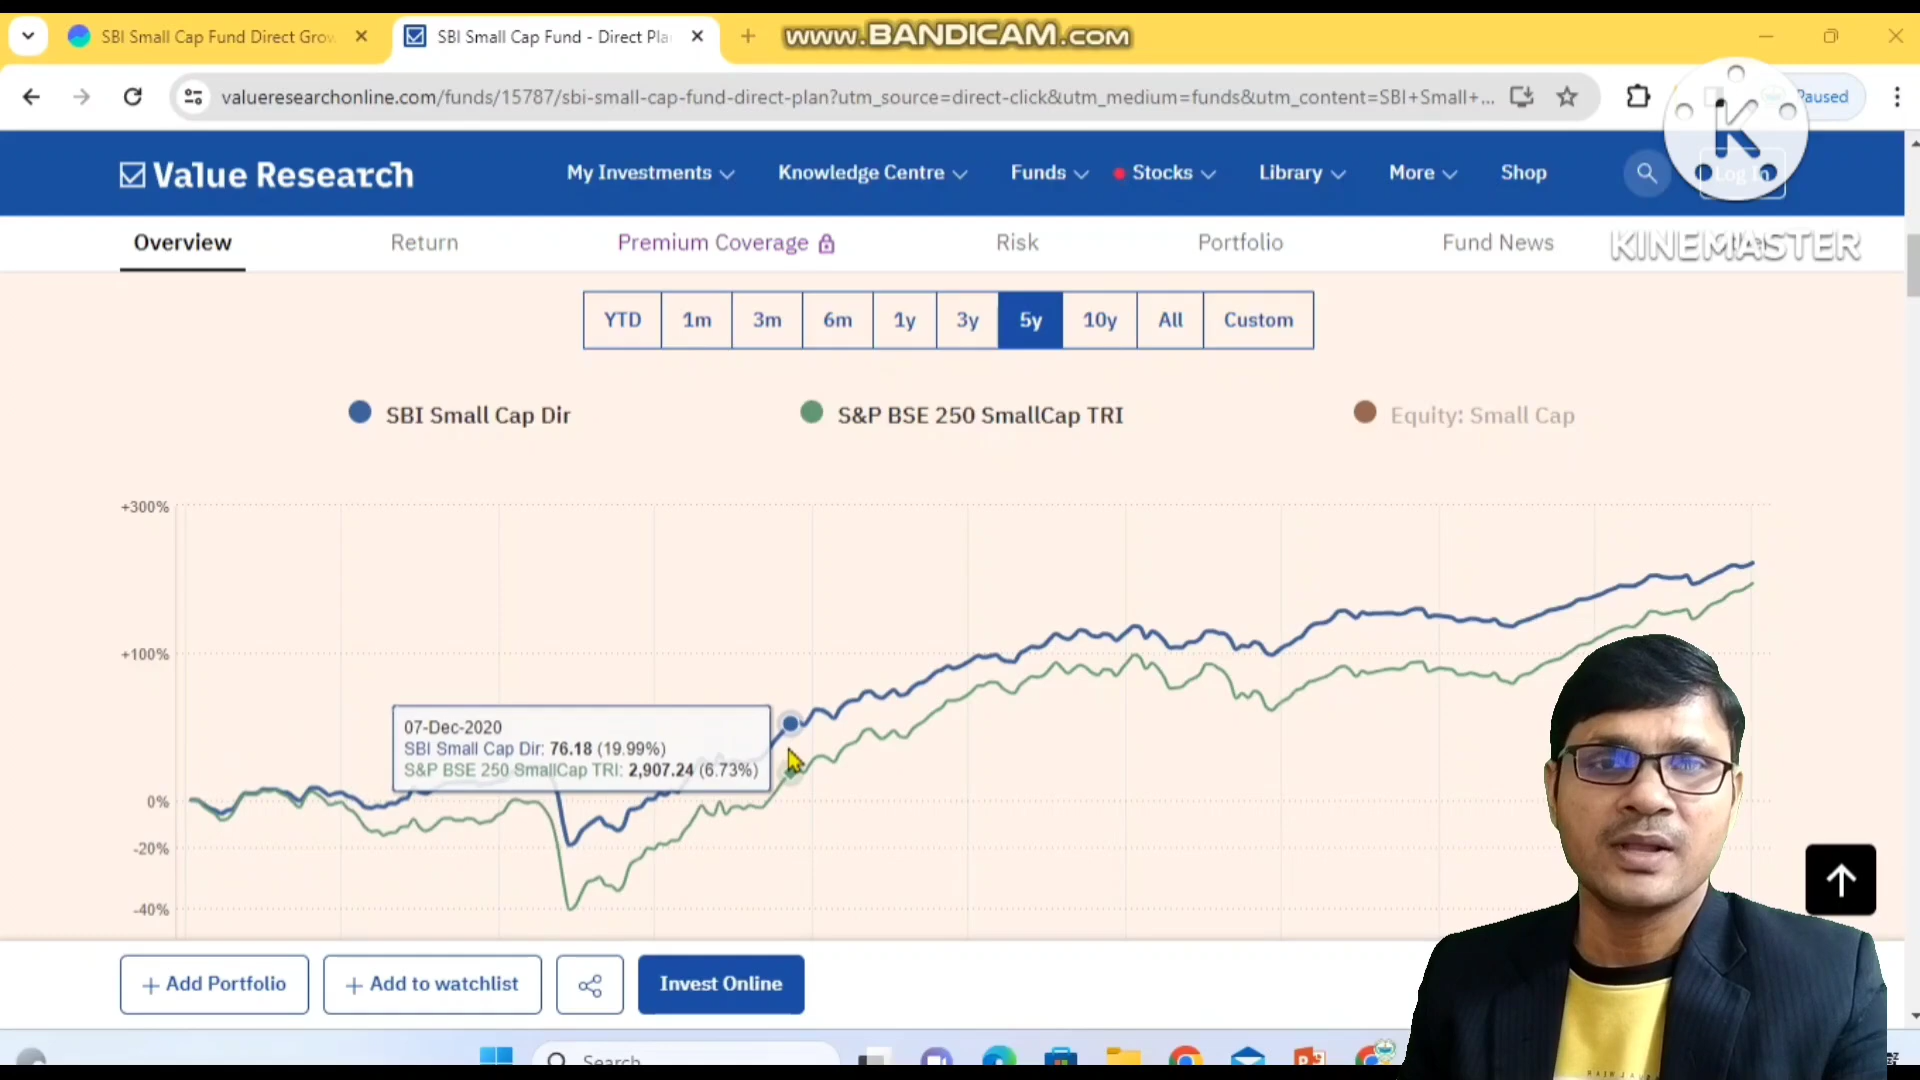 SBI Small Cap Fund Direct Grow
SBI Small Cap Fund - Direct Pla
www.BANDICAM.com
valueresearchonline.com/funds/15787/sbi-small-cap-fund-direct-plan?utm_source=direct-click&utm_medium=funds&utm_content=SBI+Small+...
Paused
K
Value Research
My Investments
Knowledge Centre
Funds
Stocks
Library
More
Shop
Log In
Overview
Return
Premium Coverage
Risk
Portfolio
Fund News
KINEMASTER
YTD
1m
3m
6m
1y
3y
5y
10y
All
Custom
SBI Small Cap Dir
S&P BSE 250 SmallCap TRI
Equity: Small Cap
+300%
+100%
0%
-20%
-40%
07-Dec-2020
SBI Small Cap Dir: 76.18 (19.99%)
S&P BSE 250 SmallCap TRI: 2,907.24 (6.73%)
+ Add Portfolio
+ Add to watchlist
Invest Online
Search